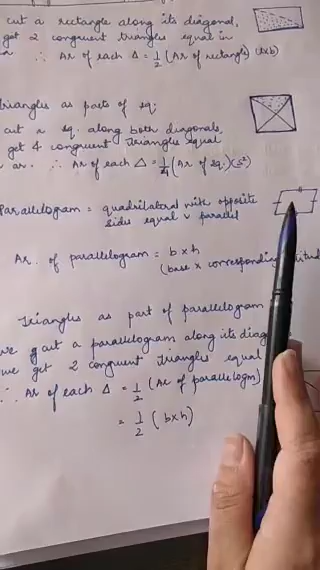 cut a rectangle along its diagonal,
get 2 congruent triangles equal in
∴ Ar of each Δ = 1/2 (Ar of rectangle) (l×b)
Triangles as parts of sq:
cut a sq. along both diagonals,
get 4 congruent triangles equal
ar. ∴ Ar of each Δ = 1/4 (Ar of sq.) (s²)
Parallelogram = quadrilateral with opposite
sides equal & parallel
Ar. of parallelogram = b × h
(base × corresponding
Triangles as part of parallelogram
we cut a parallelogram along its
we get 2 congruent triangles equal
∴ Ar of each Δ = 1/2 (Ar of parallelogm)
= 1/2 (b×h)